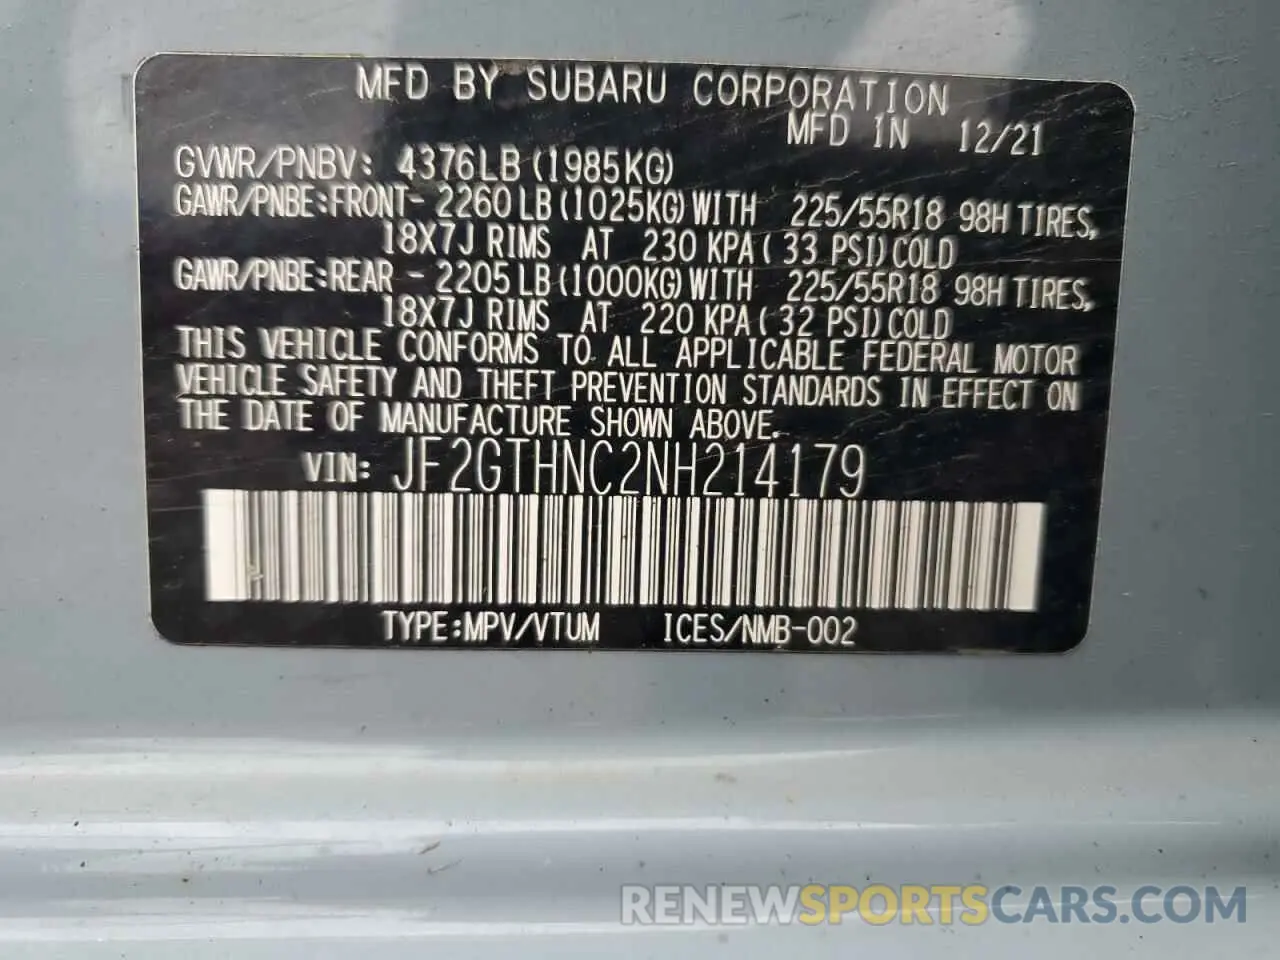 MFD BY SUBARU CORPORATION
MFD IN 12/21
GVWR/PNBV: 4376LB (1985KG)
GAWR/PNBE:FRONT- 2260 LB (1025KG) WITH 225/55R18 98H TIRES,
18X7J RIMS AT 230 KPA ( 33 PSI) COLD
GAWR/PNBE:REAR - 2205 LB (1000KG) WITH 225/55R18 98H TIRES,
18X7J RIMS AT 220 KPA ( 32 PSI) COLD
THIS VEHICLE CONFORMS TO ALL APPLICABLE FEDERAL MOTOR
VEHICLE SAFETY AND THEFT PREVENTION STANDARDS IN EFFECT ON
THE DATE OF MANUFACTURE SHOWN ABOVE.
VIN: JF2GTHNC2NH214179
TYPE:MPV/VTUM ICES/NMB-002
RENEWSPORTSCARS.COM